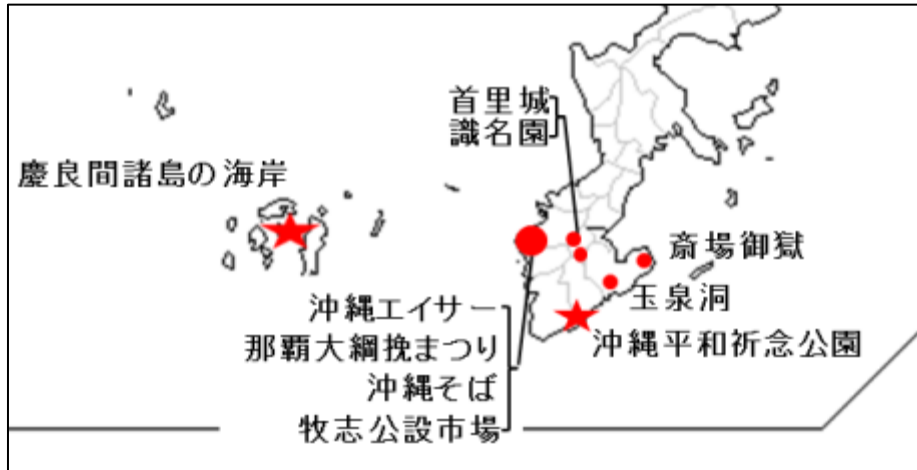 首里城
識名園
慶良間諸島の海岸
斎場御獄
玉泉洞
沖縄平和祈念公園
沖縄エイサー
那覇大綱挽まつり
沖縄そば
牧志公設市場